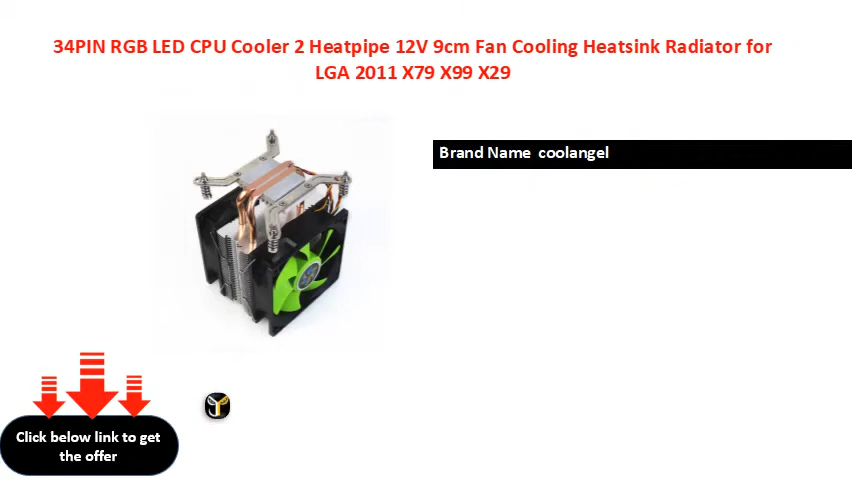 34PIN RGB LED CPU Cooler 2 Heatpipe 12V 9cm Fan Cooling Heatsink Radiator for
LGA 2011 X79 X99 X29
Brand Name coolangel
Click below link to get
the offer